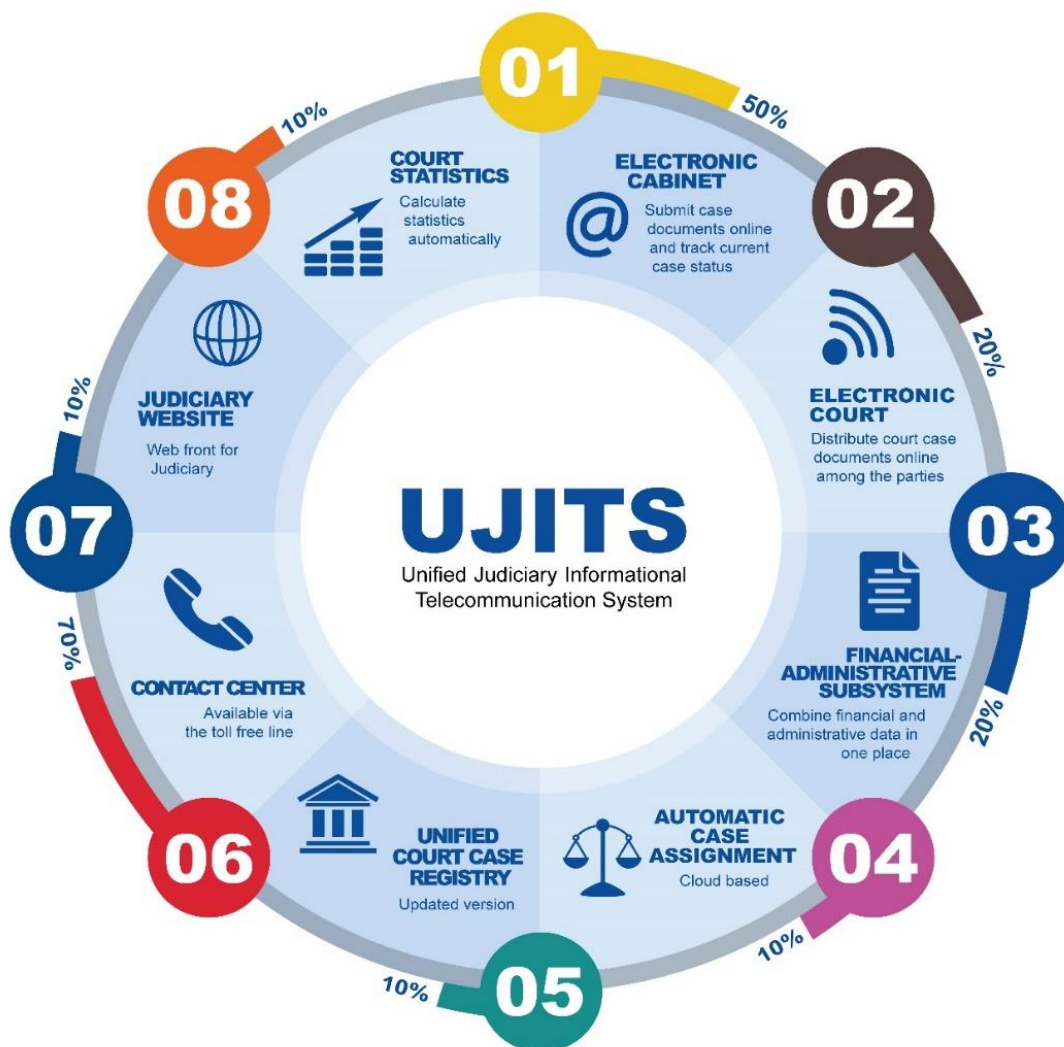 01
50%
ELECTRONIC
CABINET
@
Submit case
documents online
and track current
case status
02
20%
ELECTRONIC
COURT
Distribute court case
documents online
among the parties
03
20%
FINANCIAL-
ADMINISTRATIVE
SUBSYSTEM
Combine financial and
administrative data in
one place
04
10%
AUTOMATIC
CASE
ASSIGNMENT
Cloud based
05
10%
UNIFIED
COURT CASE
REGISTRY
Updated version
06
70%
CONTACT CENTER
Available via
the toll free line
07
10%
JUDICIARY
WEBSITE
Web front for
Judiciary
08
10%
COURT
STATISTICS
Calculate
statistics
automatically
UJITS
Unified Judiciary Informational
Telecommunication System